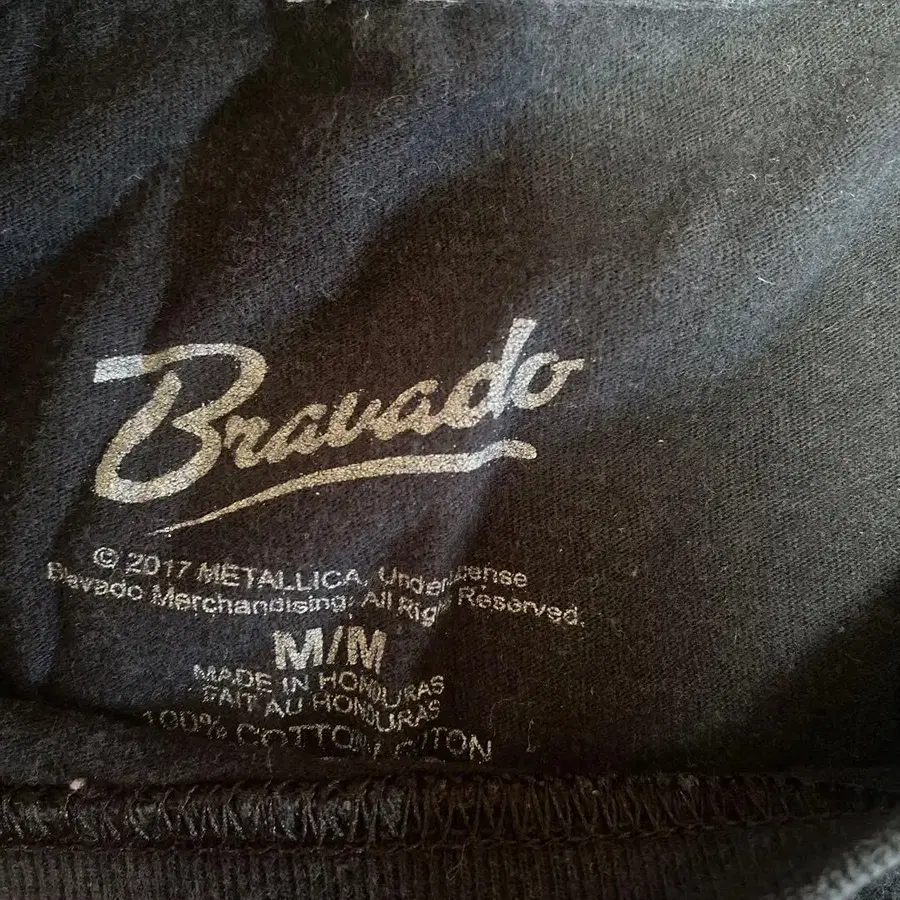 Bravado
© 2017 METALLICA. Under License
Bravado Merchandising. All Rights Reserved.
M/M
MADE IN HONDURAS
FAIT AU HONDURAS
100% COTTON / COTON